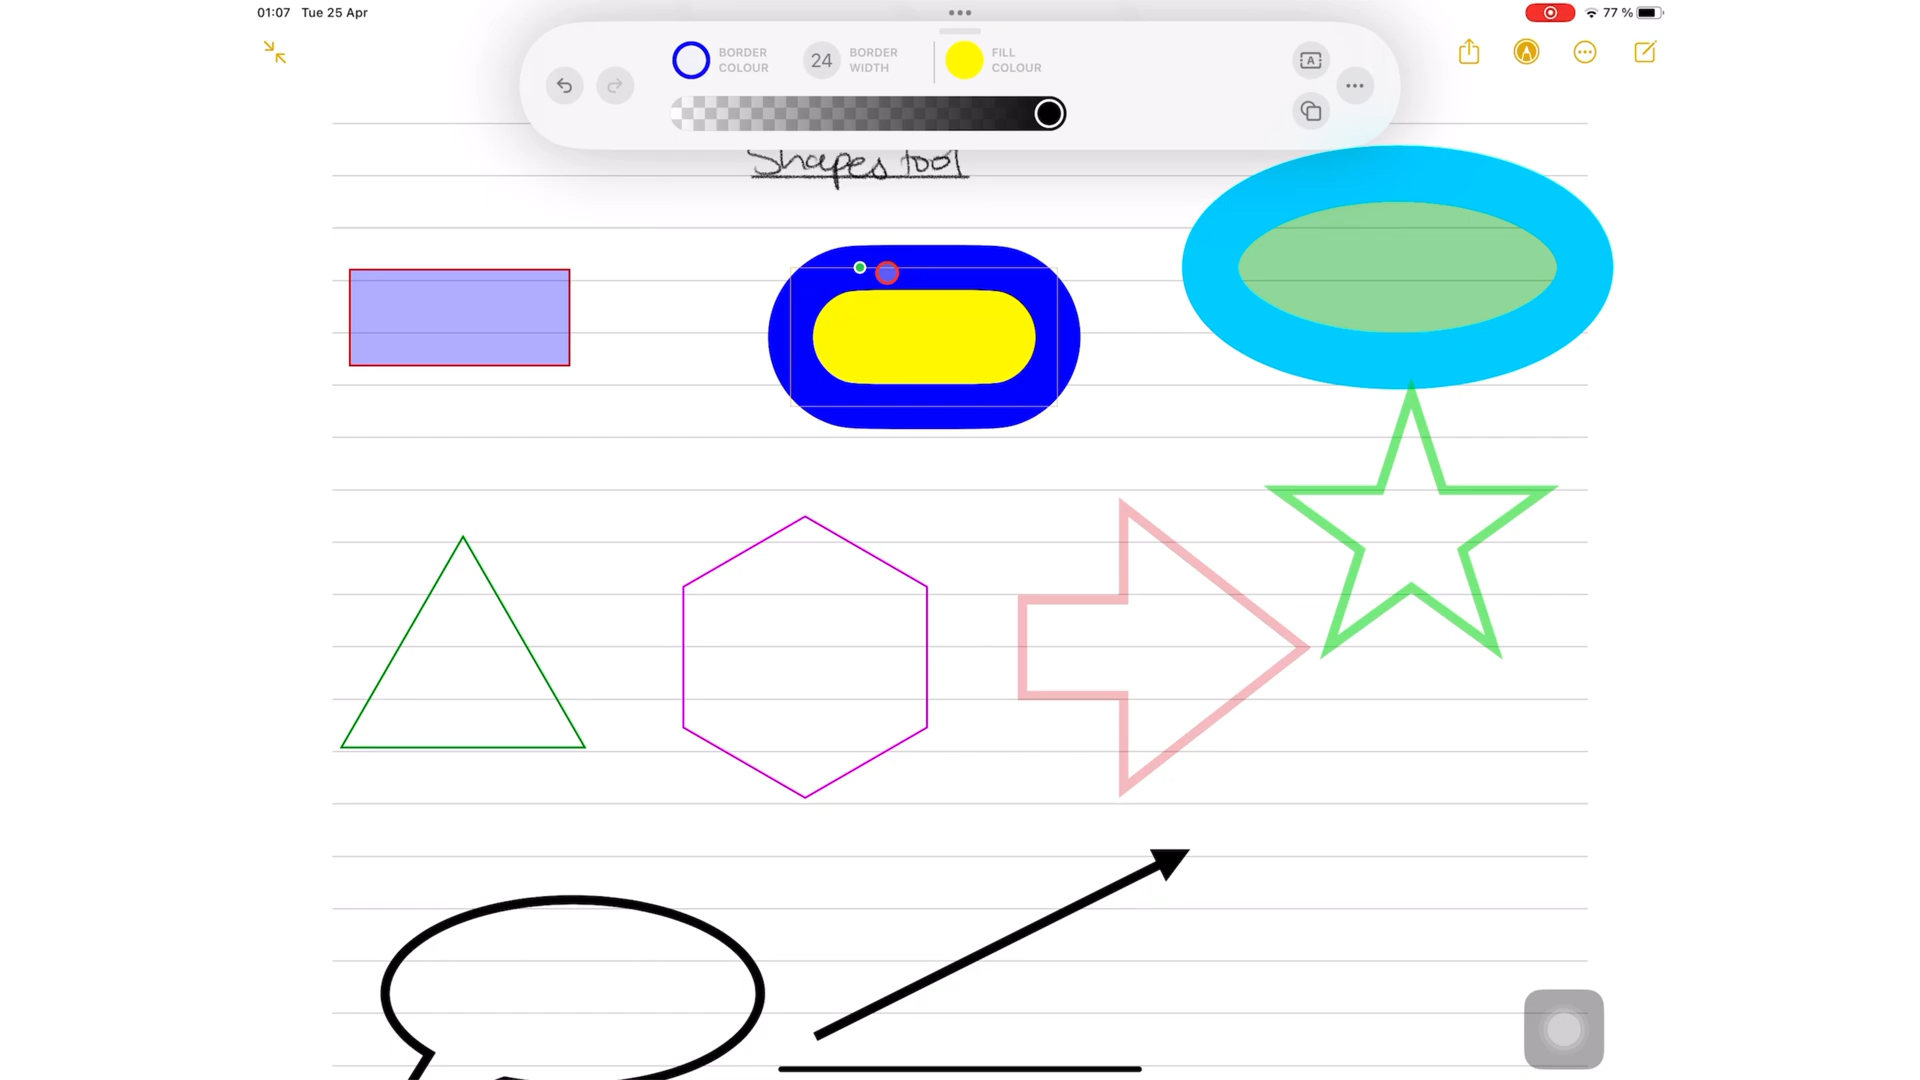 01:07 Tue 25 Apr
77 %
BORDER
COLOUR
24
BORDER
WIDTH
FILL
COLOUR
A
Shapes tool